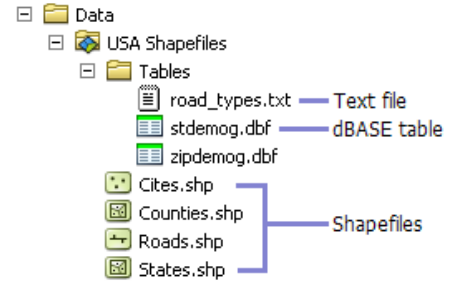 Data
USA Shapefiles
Tables
road_types.txt Text file
stdemog.dbf dBASE table
zipdemog.dbf
Cites.shp
Counties.shp
Shapefiles
Roads.shp
States.shp